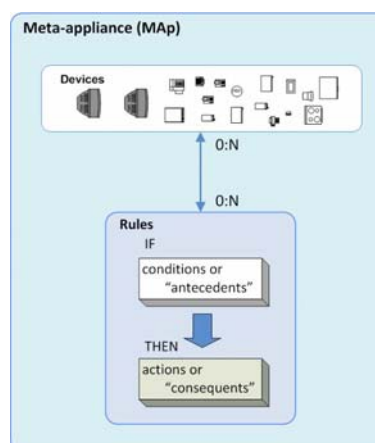 Meta-appliance (MAp)
Devices
0:N
0:N
Rules
IF
conditions or
“antecedents”
THEN
actions or
“consequents”